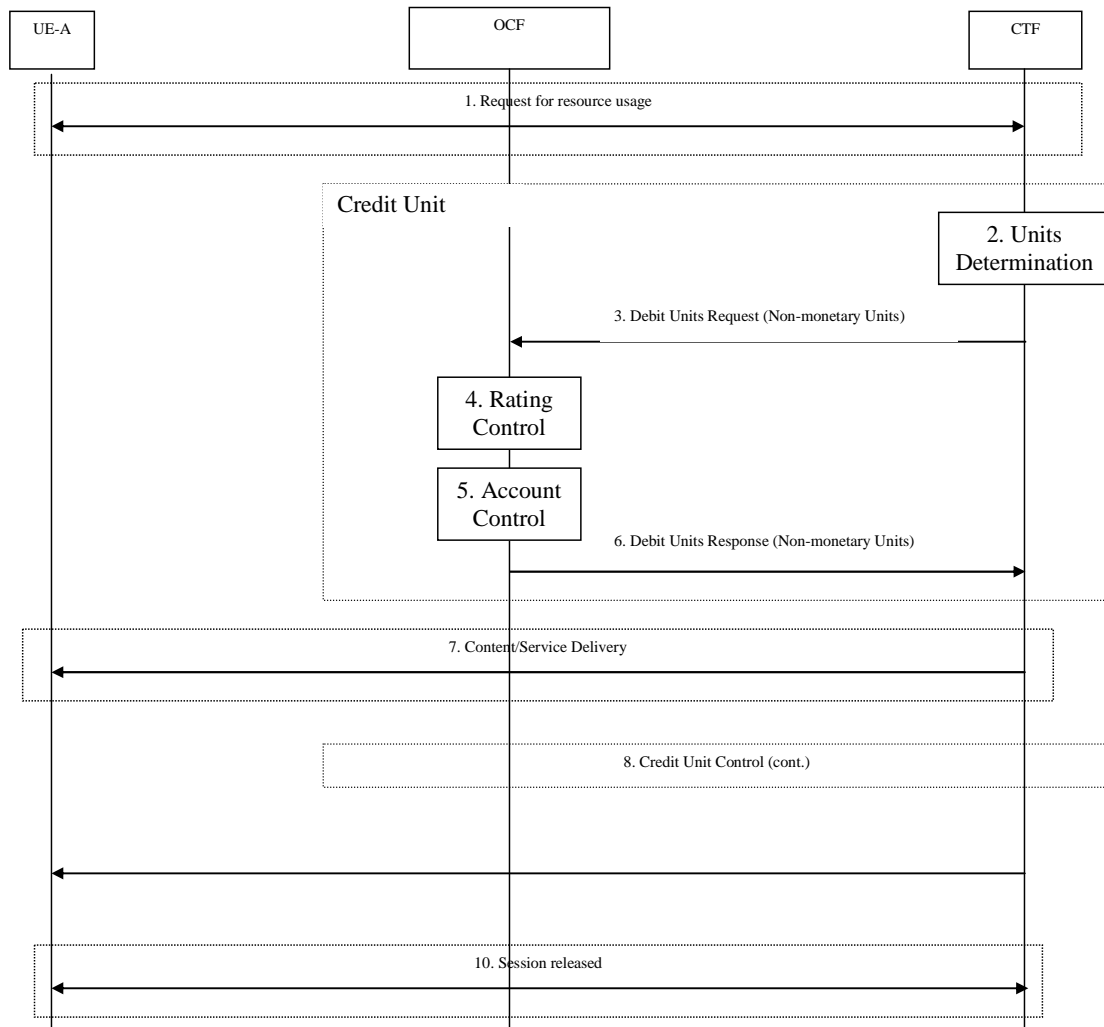 UE-A
OCF
CTF
1. Request for resource usage
Credit Unit
2. Units
Determination
3. Debit Units Request (Non-monetary Units)
4. Rating
Control
5. Account
Control
6. Debit Units Response (Non-monetary Units)
7. Content/Service Delivery
8. Credit Unit Control (cont.)
10. Session released